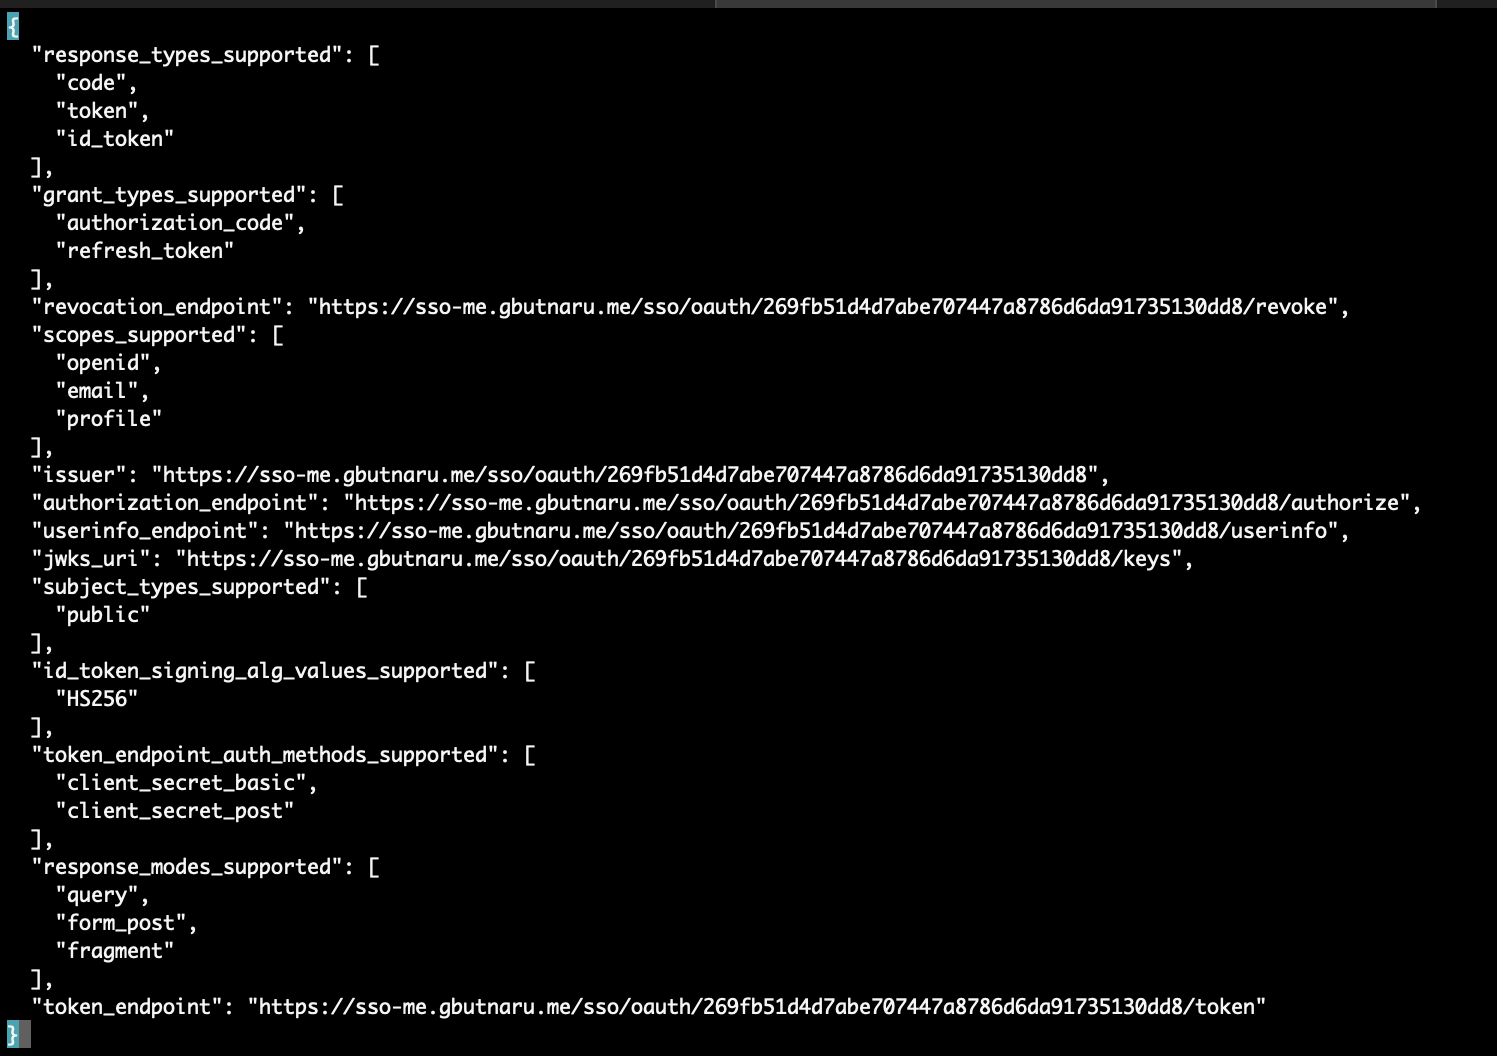 {
"response_types_supported": [
"code",
"token",
"id_token"
],
"grant_types_supported": [
"authorization_code",
"refresh_token"
],
"revocation_endpoint": "https://sso-me.gbutnaru.me/sso/oauth/269fb51d4d7abe707447a8786d6da91735130dd8/revoke",
"scopes_supported": [
"openid",
"email",
"profile"
],
"issuer": "https://sso-me.gbutnaru.me/sso/oauth/269fb51d4d7abe707447a8786d6da91735130dd8",
"authorization_endpoint": "https://sso-me.gbutnaru.me/sso/oauth/269fb51d4d7abe707447a8786d6da91735130dd8/authorize",
"userinfo_endpoint": "https://sso-me.gbutnaru.me/sso/oauth/269fb51d4d7abe707447a8786d6da91735130dd8/userinfo",
"jwks_uri": "https://sso-me.gbutnaru.me/sso/oauth/269fb51d4d7abe707447a8786d6da91735130dd8/keys",
"subject_types_supported": [
"public"
],
"id_token_signing_alg_values_supported": [
"HS256"
],
"token_endpoint_auth_methods_supported": [
"client_secret_basic",
"client_secret_post"
],
"response_modes_supported": [
"query",
"form_post",
"fragment"
],
"token_endpoint": "https://sso-me.gbutnaru.me/sso/oauth/269fb51d4d7abe707447a8786d6da91735130dd8/token"
}